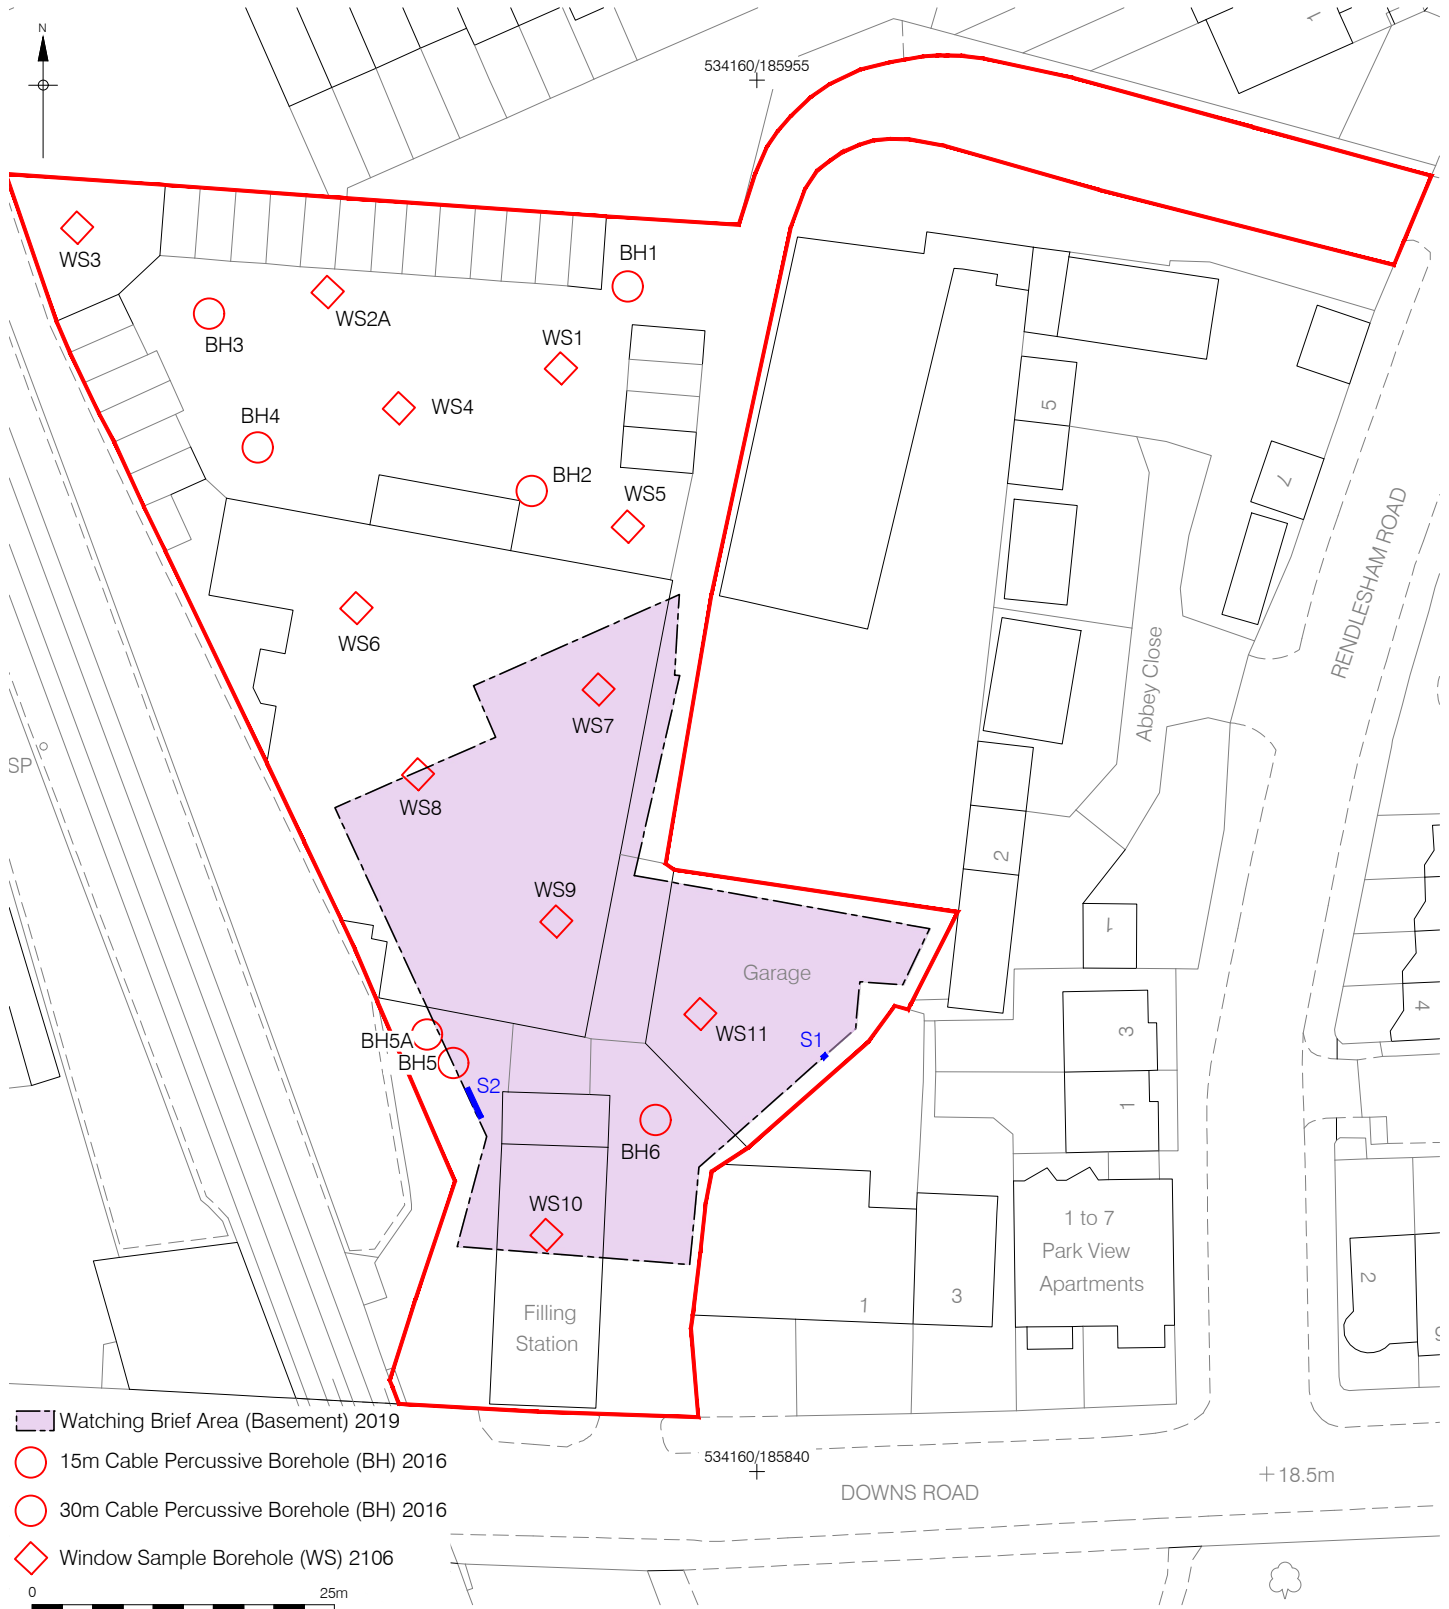 N
534160/185955
WS3
BH1
WS2A
BH3
WS1
WS4
BH4
5
BH2
WS5
7
RENDLESHAM ROAD
WS6
Abbey Close
WS7
SP
WS8
2
WS9
1
Garage
4
WS11
S1
3
BH5A
BH5
S2
1
BH6
WS10
1 to 7
Park View
Apartments
2
3
1
Filling
Station
Watching Brief Area (Basement) 2019
534160/185840
15m Cable Percussive Borehole (BH) 2016
18.5m
DOWNS ROAD
30m Cable Percussive Borehole (BH) 2016
Window Sample Borehole (WS) 2106
0
25m